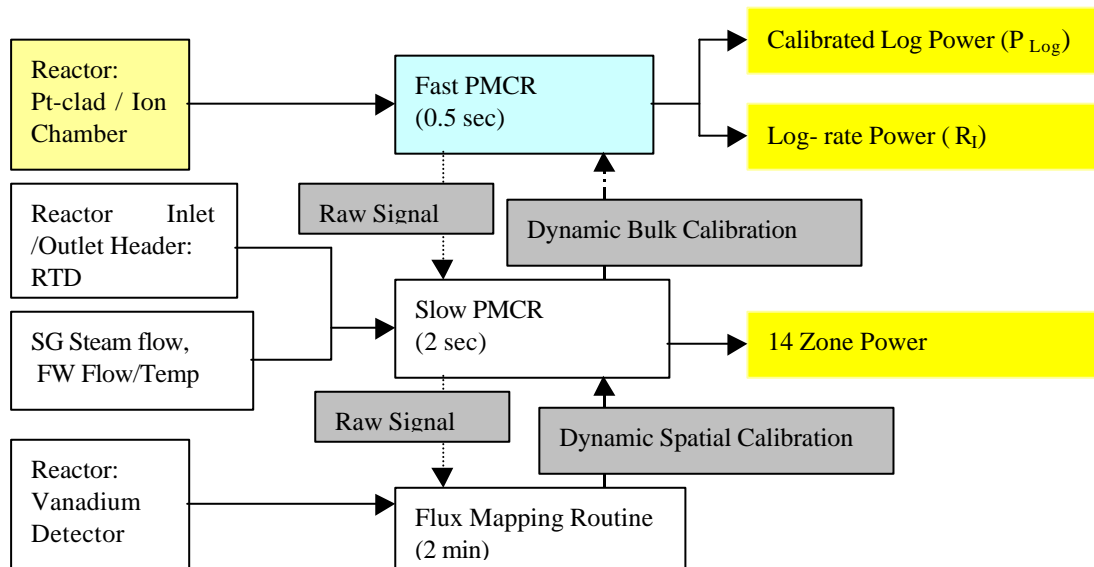 Reactor:
Pt-clad / Ion
Chamber
Fast PMCR
(0.5 sec)
Calibrated Log Power (P Log)
Log- rate Power ( RI)
Reactor Inlet
/Outlet Header:
RTD
Raw Signal
Dynamic Bulk Calibration
SG Steam flow,
FW Flow/Temp
Slow PMCR
(2 sec)
14 Zone Power
Raw Signal
Dynamic Spatial Calibration
Reactor:
Vanadium
Detector
Flux Mapping Routine
(2 min)